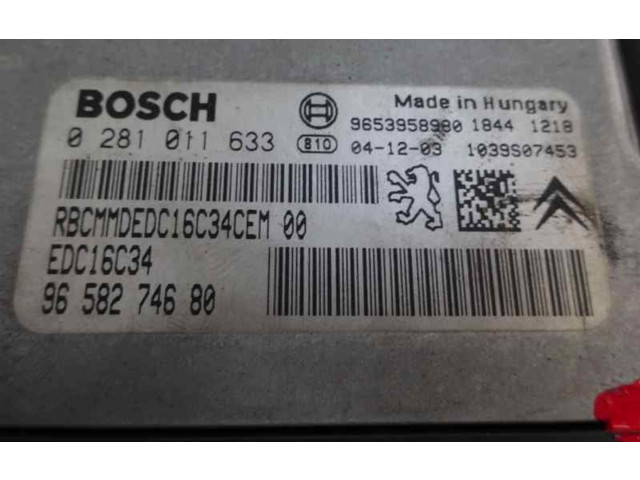 BOSCH
Made in Hungary
0 281 011 633
810
9653958980 1844 1218
04-12-03 1039S07453
RBCMMDEDC16C34CEM 00
EDC16C34
96 582 746 80